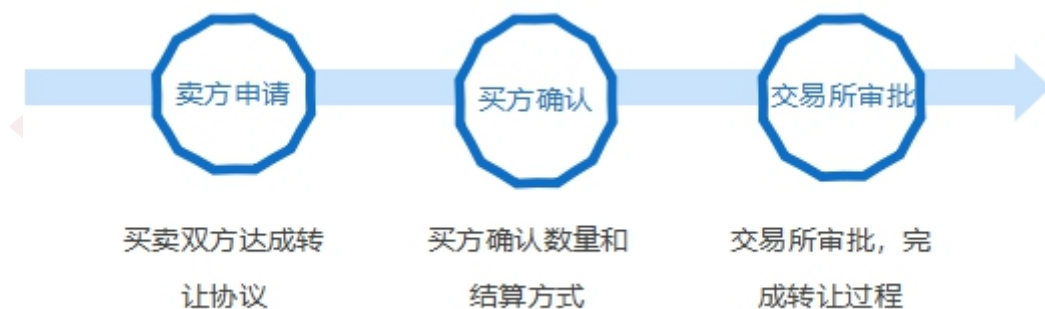 卖方申请
买方确认
交易所审批
买卖双方达成转
让协议
买方确认数量和
结算方式
交易所审批，完
成转让过程